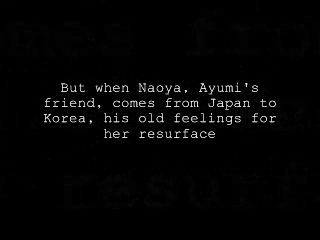 But when Naoya, Ayumi's
friend, comes from Japan to
Korea, his old feelings for
her resurface